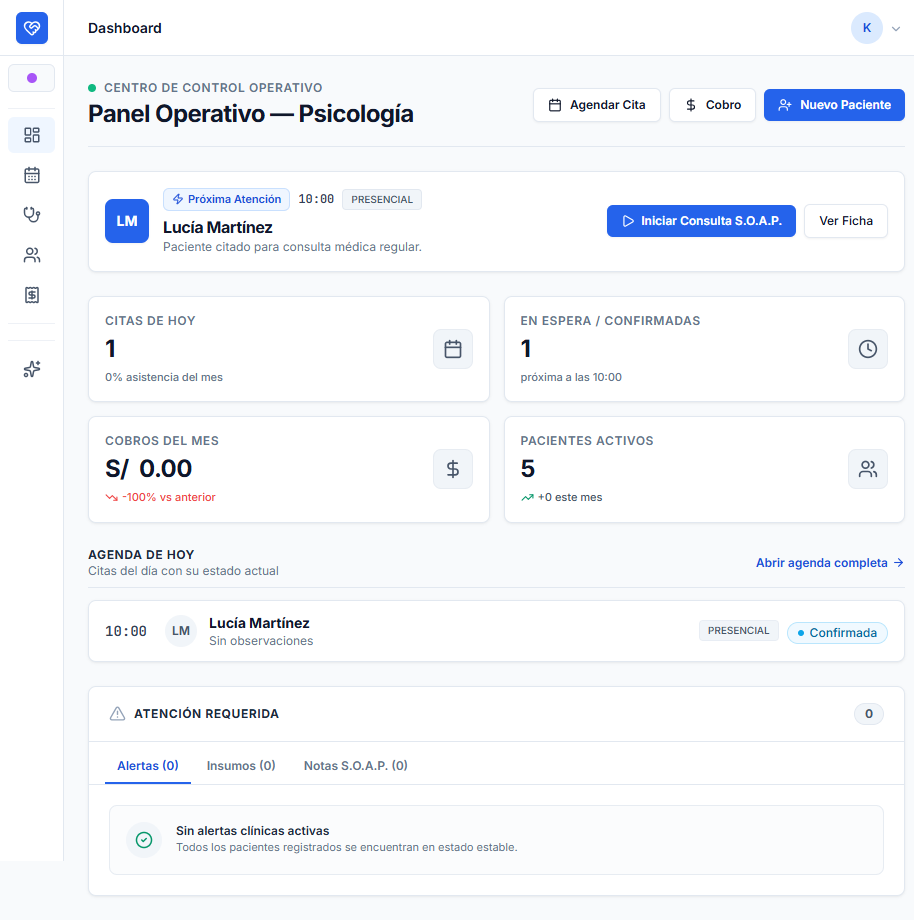 Dashboard
K
CENTRO DE CONTROL OPERATIVO
Panel Operativo — Psicología
Agendar Cita
$ Cobro
Nuevo Paciente
LM
Próxima Atención 10:00 PRESENCIAL
Lucía Martínez
Paciente citado para consulta médica regular.
Iniciar Consulta S.O.A.P.
Ver Ficha
CITAS DE HOY
1
0% asistencia del mes
EN ESPERA / CONFIRMADAS
1
próxima a las 10:00
COBROS DEL MES
S/ 0.00
-100% vs anterior
$
PACIENTES ACTIVOS
5
+0 este mes
AGENDA DE HOY
Citas del día con su estado actual
Abrir agenda completa →
10:00
LM
Lucía Martínez
Sin observaciones
PRESENCIAL
Confirmada
ATENCIÓN REQUERIDA
0
Alertas (0)
Insumos (0)
Notas S.O.A.P. (0)
Sin alertas clínicas activas
Todos los pacientes registrados se encuentran en estado estable.